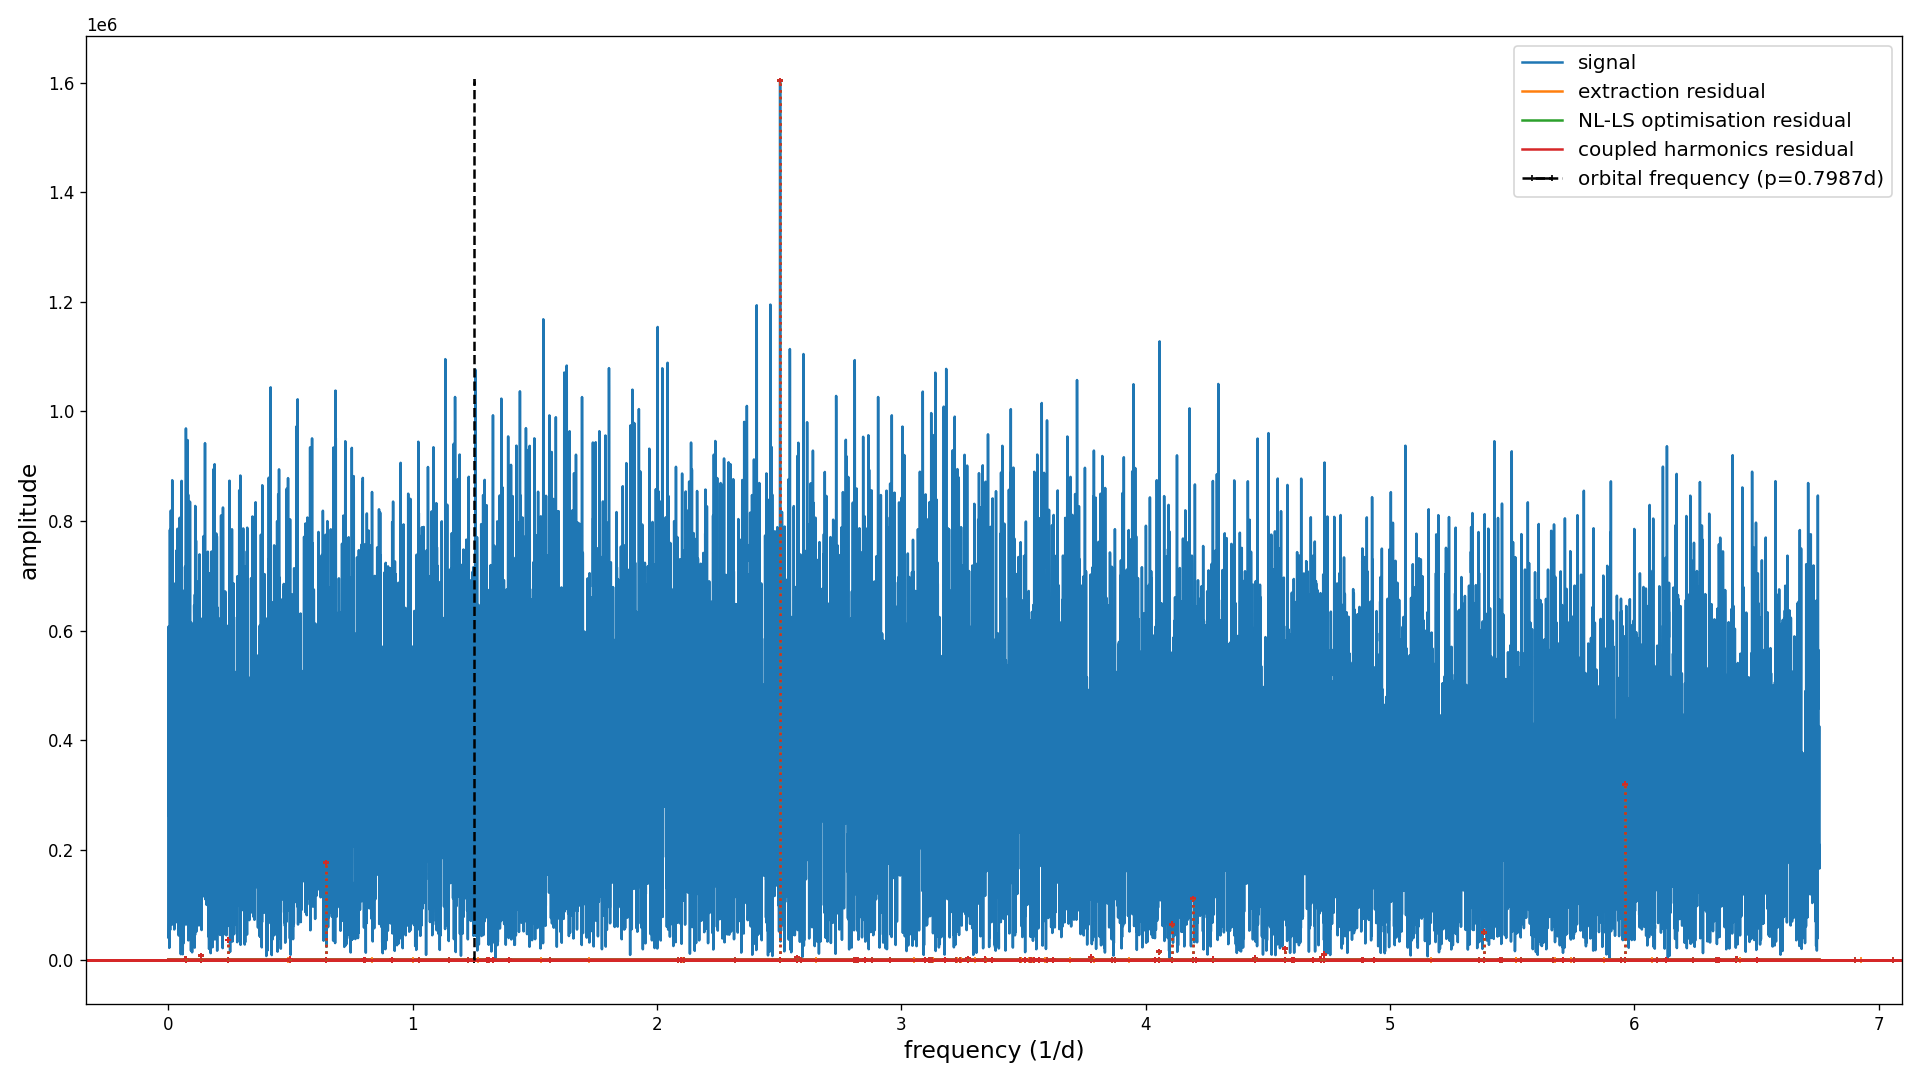 1e6
signal
extraction residual
NL-LS optimisation residual
coupled harmonics residual
orbital frequency (p=0.7987d)
1.6
1.4
1.2
1.0
0.8
0.6
0.4
0.2
0.0
amplitude
0 1 2 3 4 5 6 7
frequency (1/d)